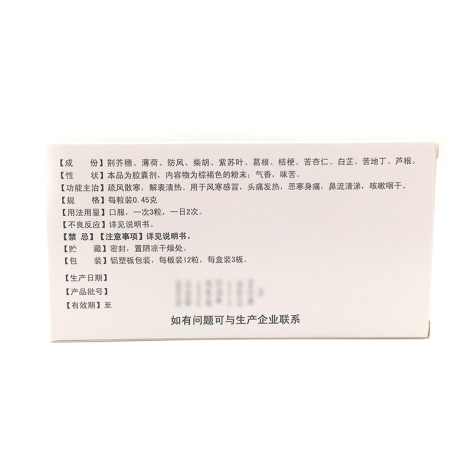 【成　份】荆芥穗、薄荷、防风、柴胡、紫苏叶、葛根、桔梗、苦杏仁、白芷、苦地丁、芦根。
【性　状】本品为胶囊剂，内容物为棕褐色的粉末；气香，味苦。
【功能主治】疏风散寒，解表清热。用于风寒感冒，头痛发热，恶寒身痛，鼻流清涕，咳嗽咽干。
【规　格】每粒装0.45克
【用法用量】口服，一次3粒，一日2次。
【不良反应】详见说明书。
【禁　忌】【注意事项】详见说明书。
【贮　藏】密封，置阴凉干燥处。
【包　装】铝塑板包装，每板装12粒，每盒装3板。
【生产日期】
【产品批号】
【有效期】至
如有问题可与生产企业联系